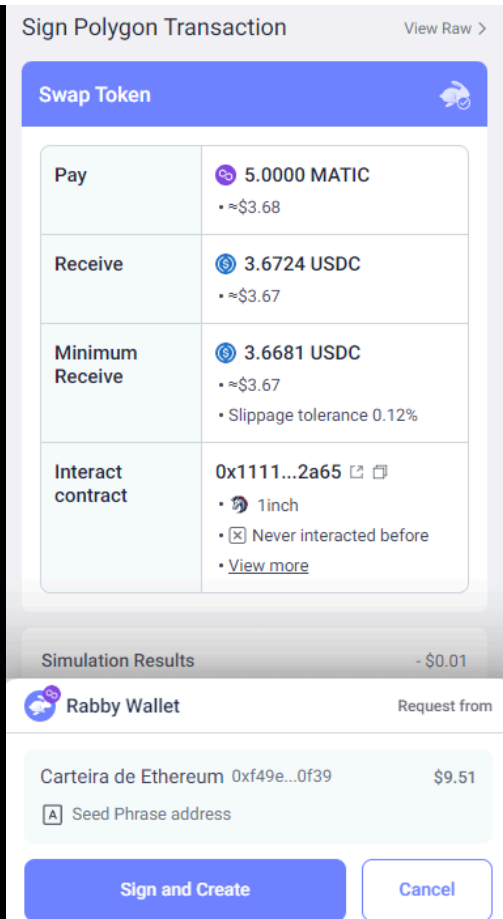 Sign Polygon Transaction
View Raw >
Swap Token
Pay
5.0000 MATIC
• ≈$3.68
Receive
3.6724 USDC
• ≈$3.67
Minimum
Receive
3.6681 USDC
• ≈$3.67
• Slippage tolerance 0.12%
Interact
contract
0x1111...2a65
• 1inch
• Never interacted before
• View more
Simulation Results
- $0.01
Rabby Wallet
Request from
Carteira de Ethereum 0xf49e...0f39
$9.51
A Seed Phrase address
Sign and Create
Cancel